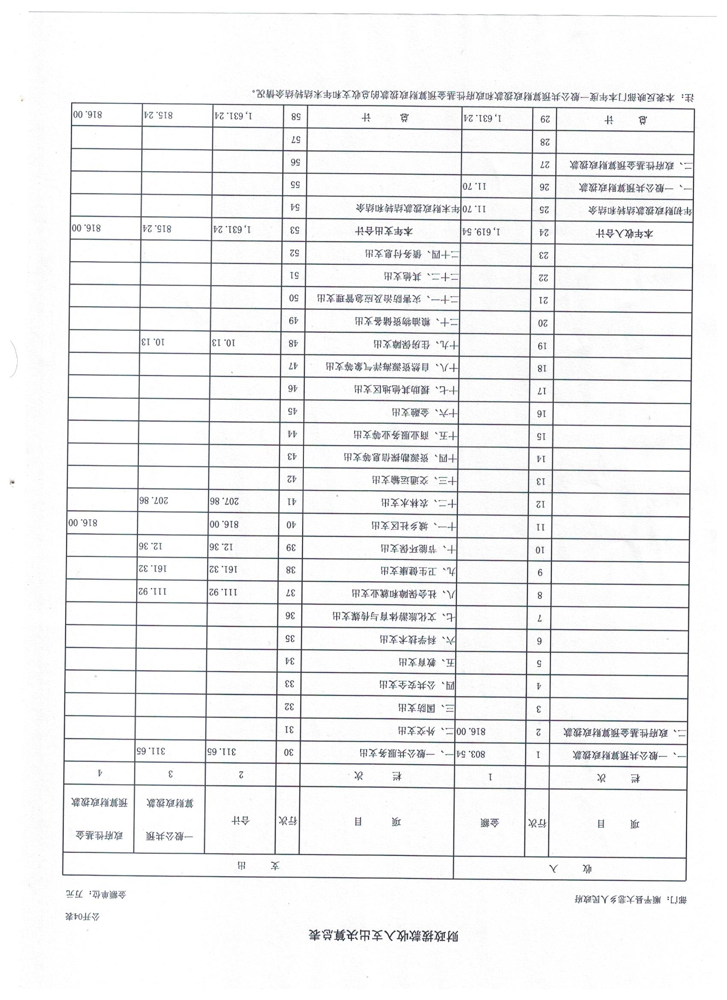 财政拨款收入支出决算总表
公开04表
部门：顺平县大悲乡人民政府 金额单位：万元
收 入 支 出
项 目 行次 金额 项 目 行次 合计 一般公共预算财政拨款 政府性基金预算财政拨款
栏 次 1 栏 次 2 3 4
一、一般公共预算财政拨款 1 803.54 一、一般公共服务支出 30 311.65 311.65
二、政府性基金预算财政拨款 2 816.00 二、外交支出 31
3 三、国防支出 32
4 四、公共安全支出 33
5 五、教育支出 34
6 六、科学技术支出 35
7 七、文化旅游体育与传媒支出 36
8 八、社会保障和就业支出 37 111.92 111.92
9 九、卫生健康支出 38 161.32 161.32
10 十、节能环保支出 39 12.36 12.36
11 十一、城乡社区支出 40 816.00 816.00
12 十二、农林水支出 41 207.86 207.86
13 十三、交通运输支出 42
14 十四、资源勘探信息等支出 43
15 十五、商业服务业等支出 44
16 十六、金融支出 45
17 十七、援助其他地区支出 46
18 十八、自然资源海洋气象等支出 47
19 十九、住房保障支出 48 10.13 10.13
20 二十、粮油物资储备支出 49
21 二十一、灾害防治及应急管理支出 50
22 二十二、其他支出 51
23 二十四、债务付息支出 52
本年收入合计 24 1,619.54 本年支出合计 53 1,631.24 815.24 816.00
年初财政拨款结转和结余 25 11.70 年末财政拨款结转和结余 54
一、一般公共预算财政拨款 26 11.70 55
二、政府性基金预算财政拨款 27 56
28 57
总 计 29 1,631.24 总 计 58 1,631.24 815.24 816.00
注：本表反映部门本年度一般公共预算财政拨款和政府性基金预算财政拨款的总收支和年末结转结余情况。